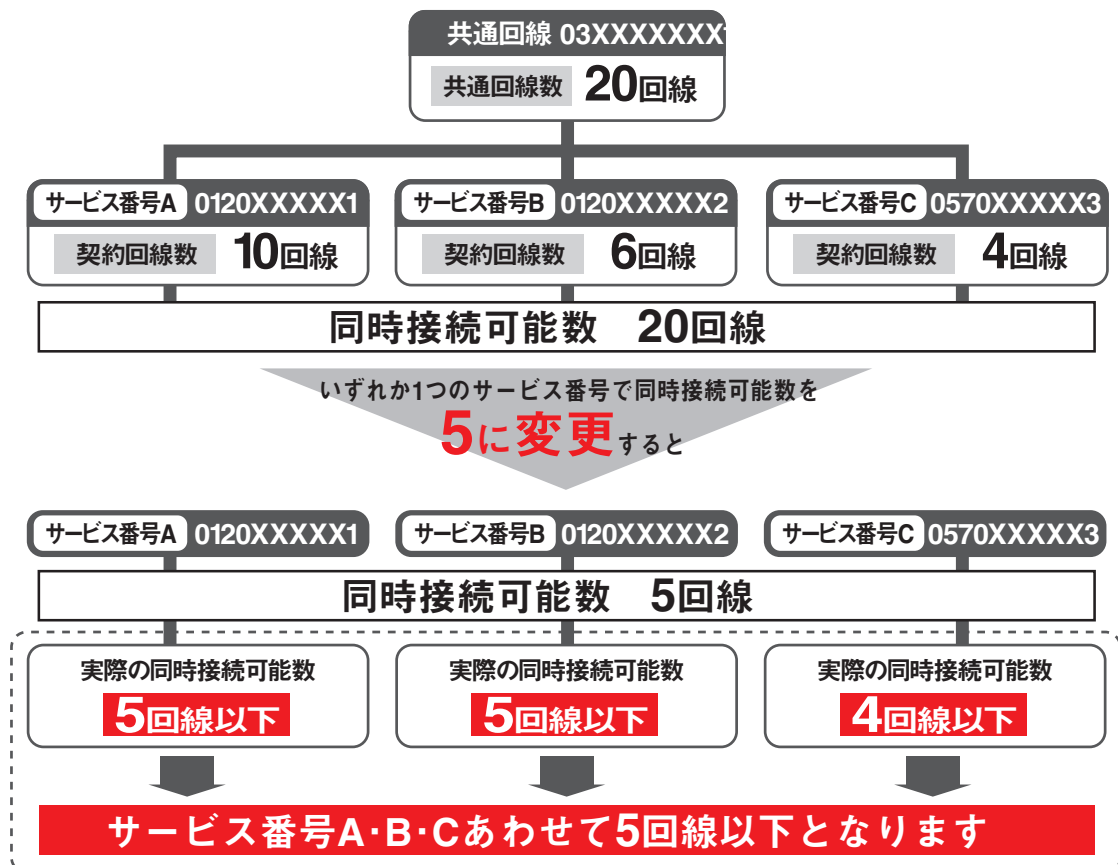 共通回線 03XXXXXXX1
共通回線数 20回線
サービス番号A 0120XXXXX1
契約回線数 10回線
サービス番号B 0120XXXXX2
契約回線数 6回線
サービス番号C 0570XXXXX3
契約回線数 4回線
同時接続可能数 20回線
いずれか1つのサービス番号で同時接続可能数を
5に変更すると
サービス番号A 0120XXXXX1
サービス番号B 0120XXXXX2
サービス番号C 0570XXXXX3
同時接続可能数 5回線
実際の同時接続可能数
5回線以下
実際の同時接続可能数
5回線以下
実際の同時接続可能数
4回線以下
サービス番号A・B・Cあわせて5回線以下となります